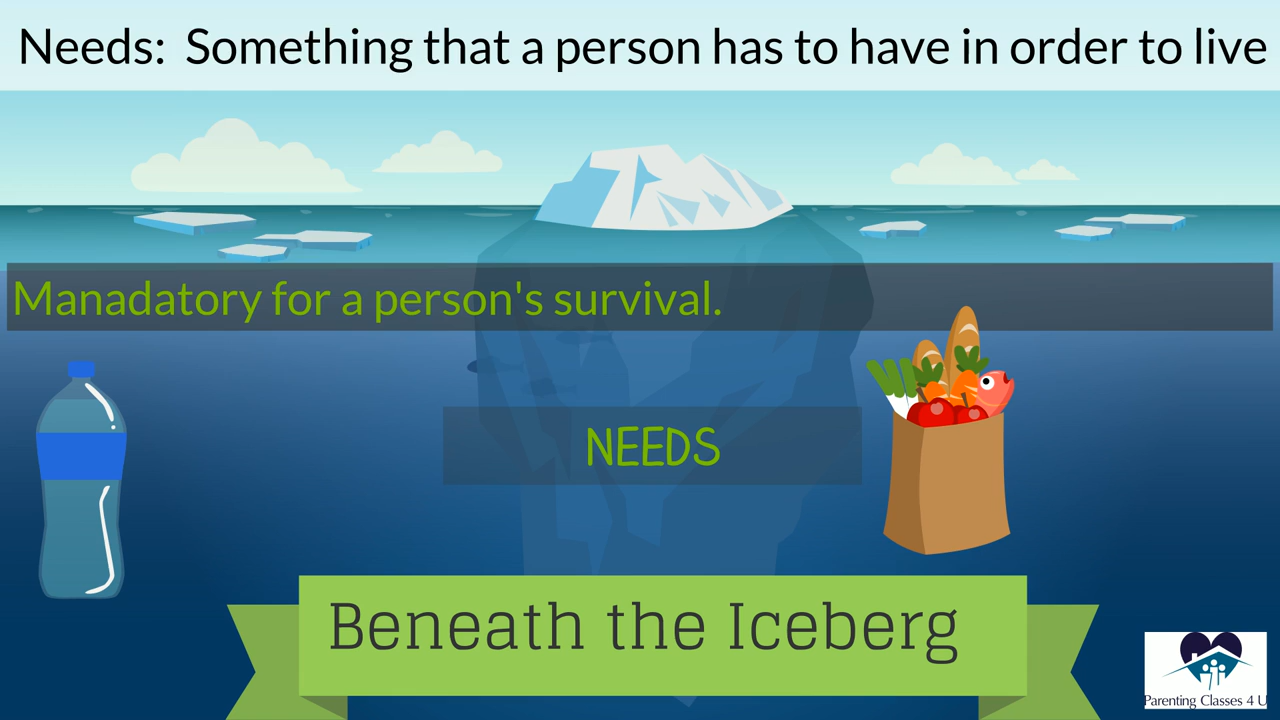 Needs:  Something that a person has to have in order to live
Manadatory for a person's survival.
NEEDS
Beneath the Iceberg
Parenting Classes 4 U